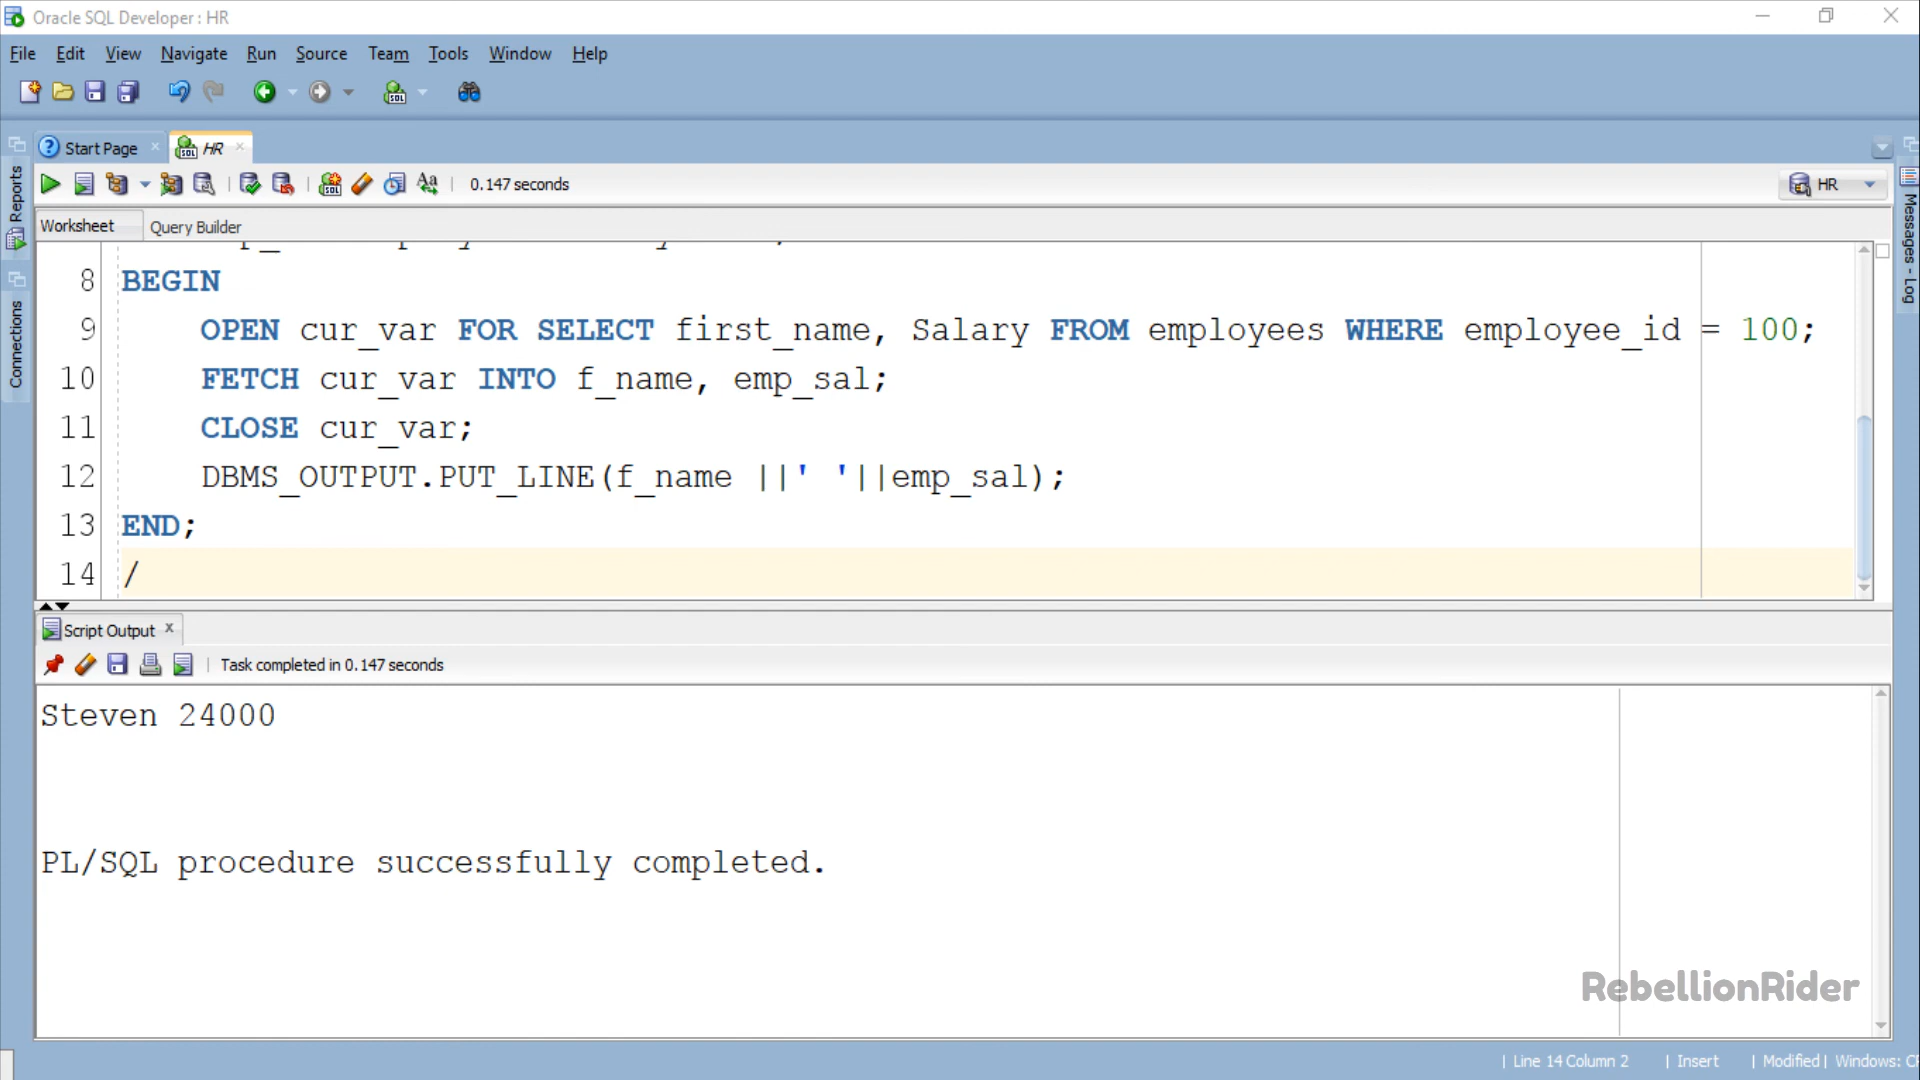 Oracle SQL Developer : HR
File Edit View Navigate Run Source Team Tools Window Help
Start Page HR
0.147 seconds
HR
Reports
Connections
Messages - Log
Worksheet Query Builder
8 BEGIN
9 OPEN cur_var FOR SELECT first_name, Salary FROM employees WHERE employee_id = 100;
10 FETCH cur_var INTO f_name, emp_sal;
11 CLOSE cur_var;
12 DBMS_OUTPUT.PUT_LINE(f_name ||' '||emp_sal);
13 END;
14 /
Script Output
Task completed in 0.147 seconds
Steven 24000
PL/SQL procedure successfully completed.
RebellionRider
Line 14 Column 2 | Insert | Modified | Windows: